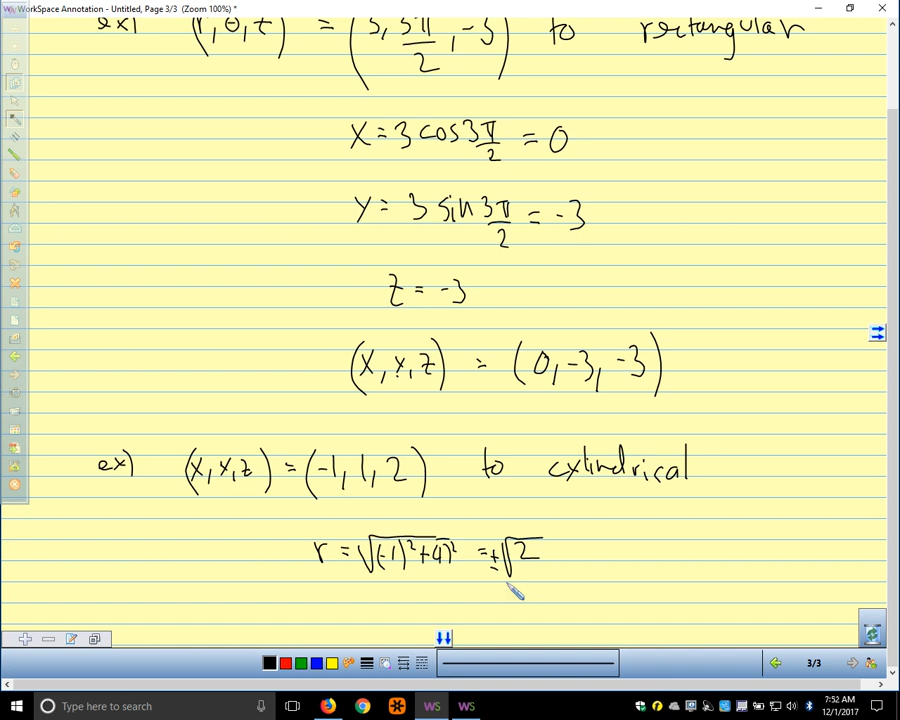 WorkSpace Annotation - Untitled, Page 3/3 (Zoom 100%) *
ex) (r, θ, z) = (3, 3π/2, -3) to rectangular
x = 3 cos 3π/2 = 0
y = 3 sin 3π/2 = -3
z = -3
(x, y, z) = (0, -3, -3)
ex) (x, y, z) = (-1, 1, 2) to cylindrical
r = √((-1)² + (1)²) = ±√2
3/3
Type here to search
WS
WS
7:52 AM
12/1/2017